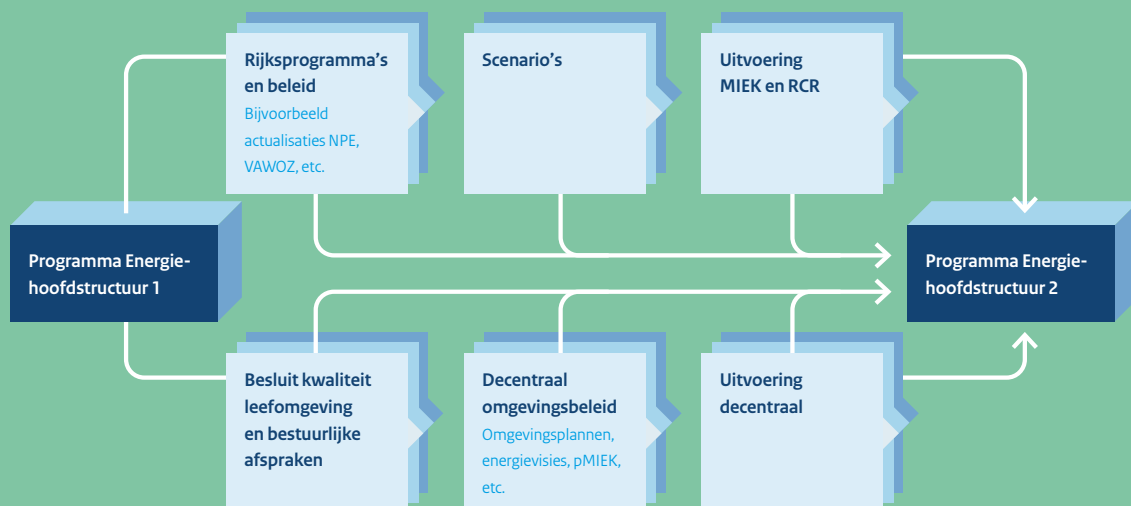 Rijksprogramma's
en beleid
Bijvoorbeeld
actualisaties NPE,
VAWOZ, etc.
Scenario's
Uitvoering
MIEK en RCR
Programma Energie-
hoofdstructuur 1
Programma Energie-
hoofdstructuur 2
Besluit kwaliteit
leefomgeving
en bestuurlijke
afspraken
Decentraal
omgevingsbeleid
Omgevingsplannen,
energievisies, pMIEK,
etc.
Uitvoering
decentraal